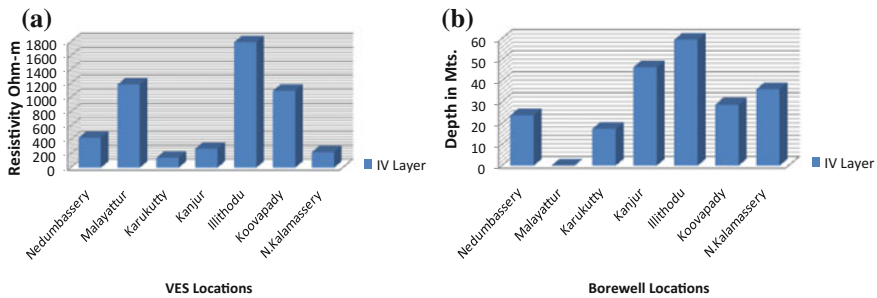 (a)
Resistivity Ohm-m
1800
1600
1400
1200
1000
800
600
400
200
0
Nedumbassery
Malayattur
Karukutty
Kanjur
Illithodu
Koovapady
N.Kalamassery
IV Layer
VES Locations
(b)
Depth in Mts.
60
50
40
30
20
10
0
Nedumbassery
Malayattur
Karukutty
Kanjur
Illithodu
Koovapady
N.Kalamassery
IV Layer
Borewell Locations